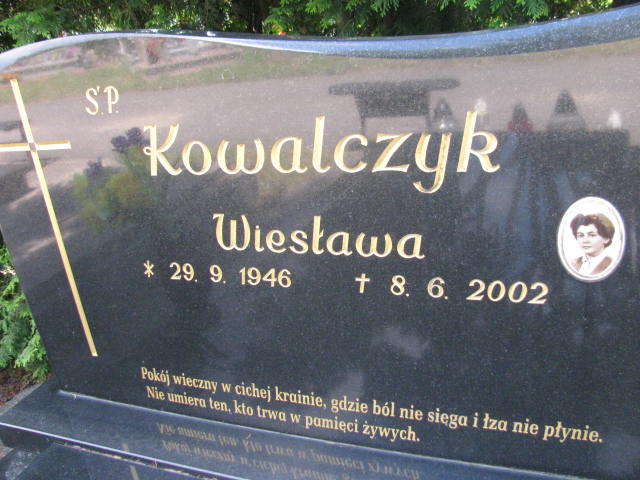 Ś.P.
Kowalczyk
Wiesława
* 29. 9. 1946 † 8. 6. 2002
Pokój wieczny w cichej krainie, gdzie ból nie sięga i łza nie płynie.
Nie umiera ten, kto trwa w pamięci żywych.